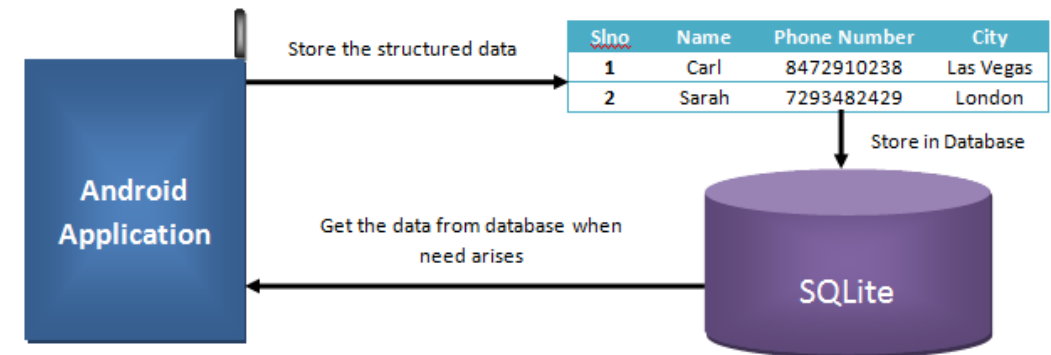 Store the structured data
Slno Name Phone Number City
1 Carl 8472910238 Las Vegas
2 Sarah 7293482429 London
Store in Database
Android
Application
Get the data from database when
need arises
SQLite